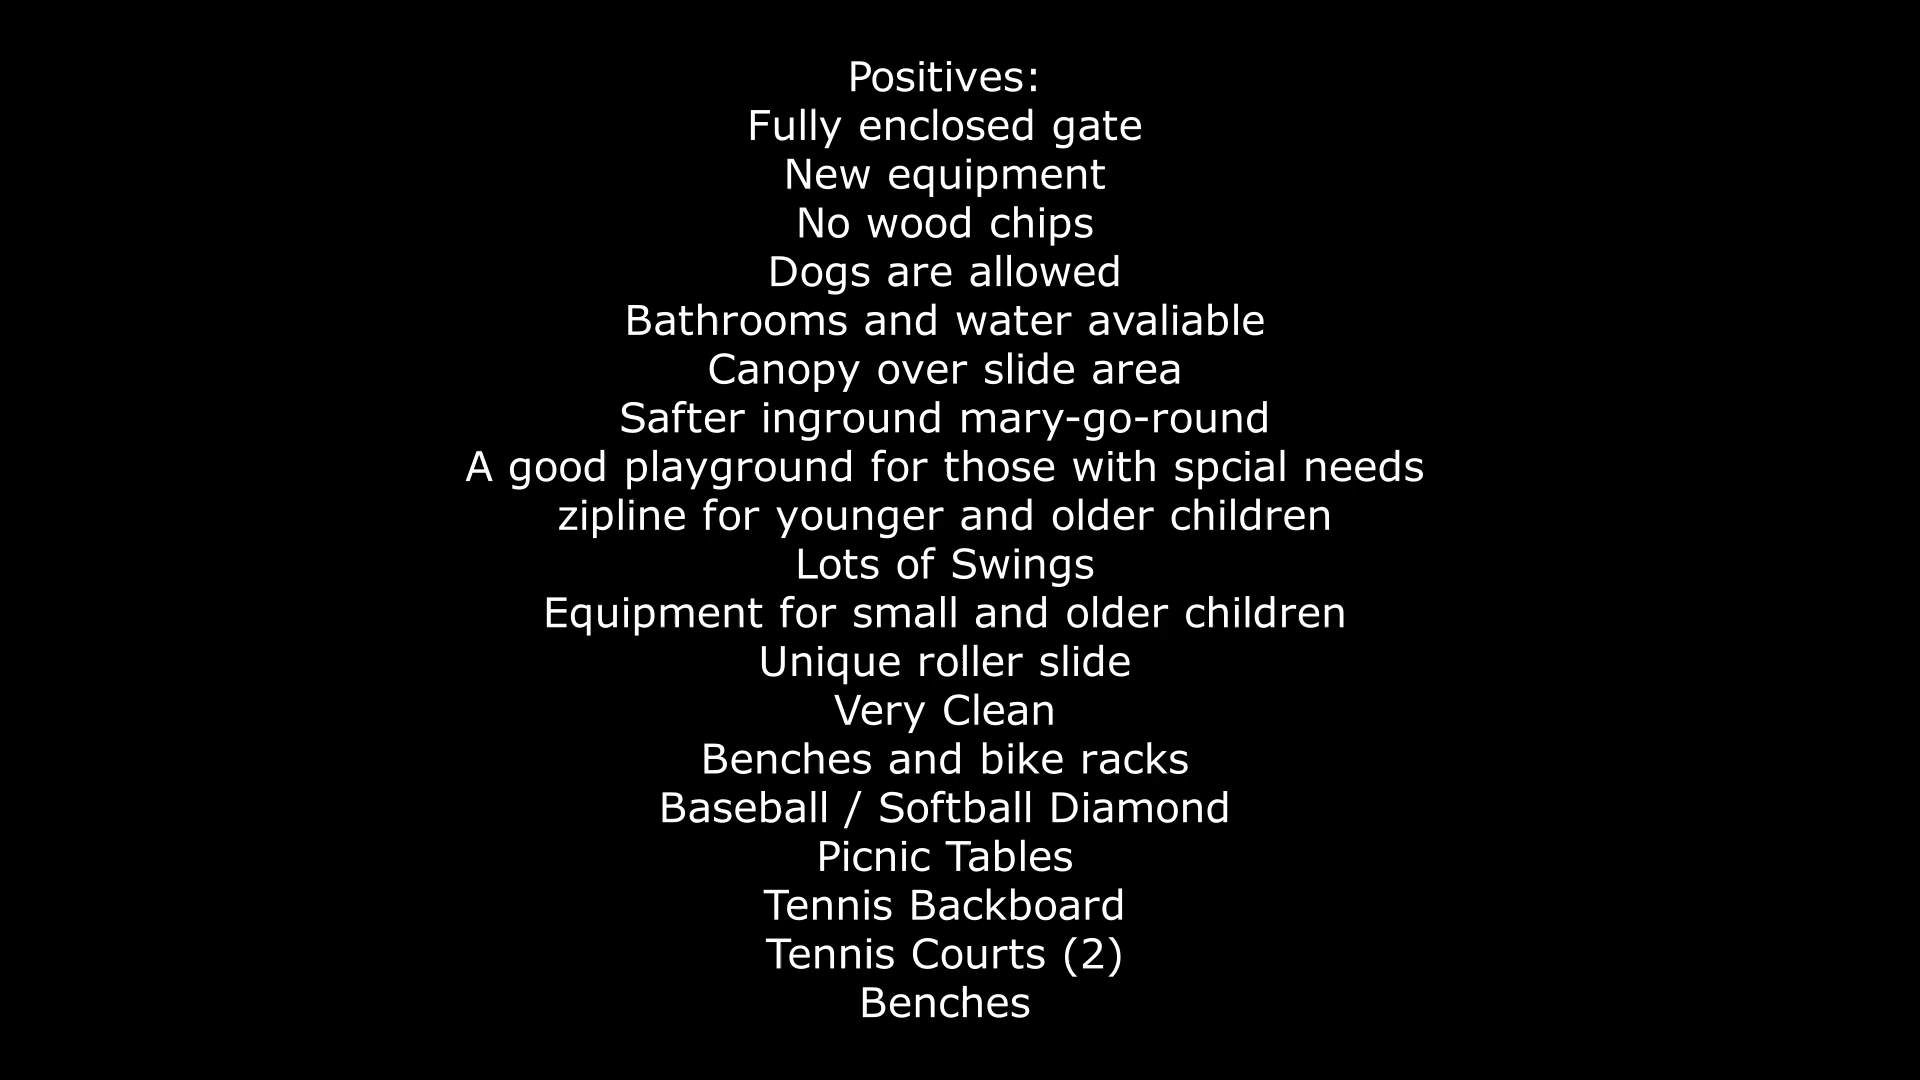 Positives:
Fully enclosed gate
New equipment
No wood chips
Dogs are allowed
Bathrooms and water avaliable
Canopy over slide area
Safter inground mary-go-round
A good playground for those with spcial needs
zipline for younger and older children
Lots of Swings
Equipment for small and older children
Unique roller slide
Very Clean
Benches and bike racks
Baseball / Softball Diamond
Picnic Tables
Tennis Backboard
Tennis Courts (2)
Benches